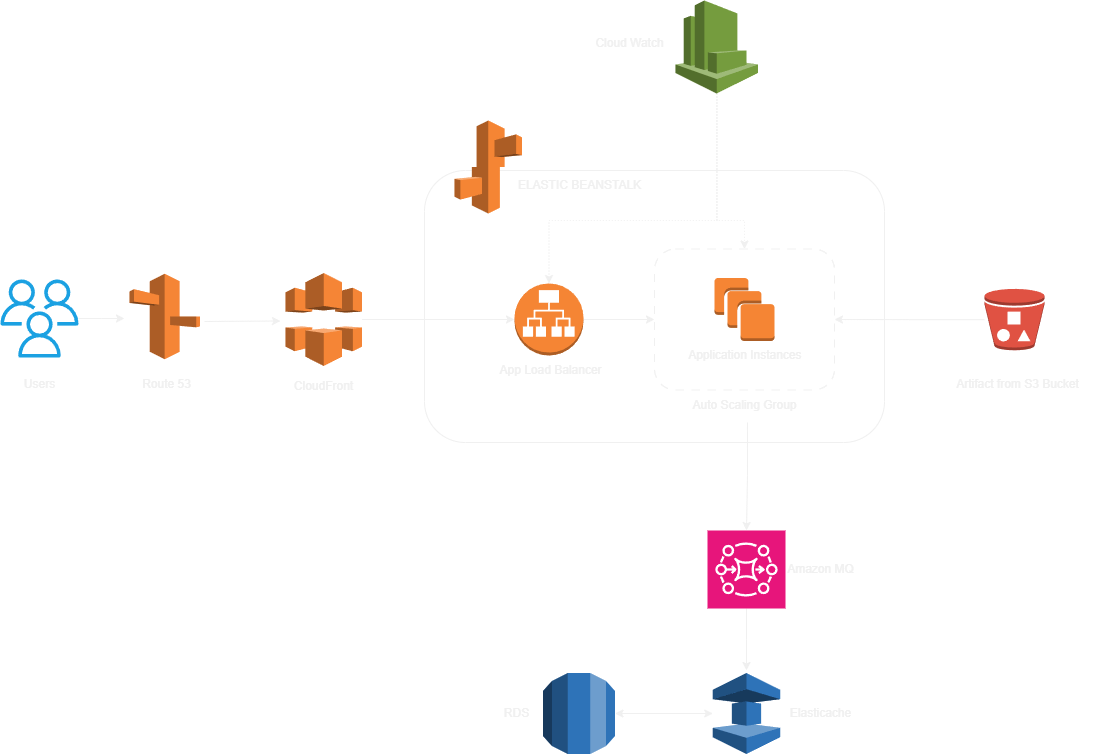 Cloud Watch
ELASTIC BEANSTALK
Users
Route 53
CloudFront
App Load Balancer
Application Instances
Auto Scaling Group
Artifact from S3 Bucket
Amazon MQ
RDS
Elasticache